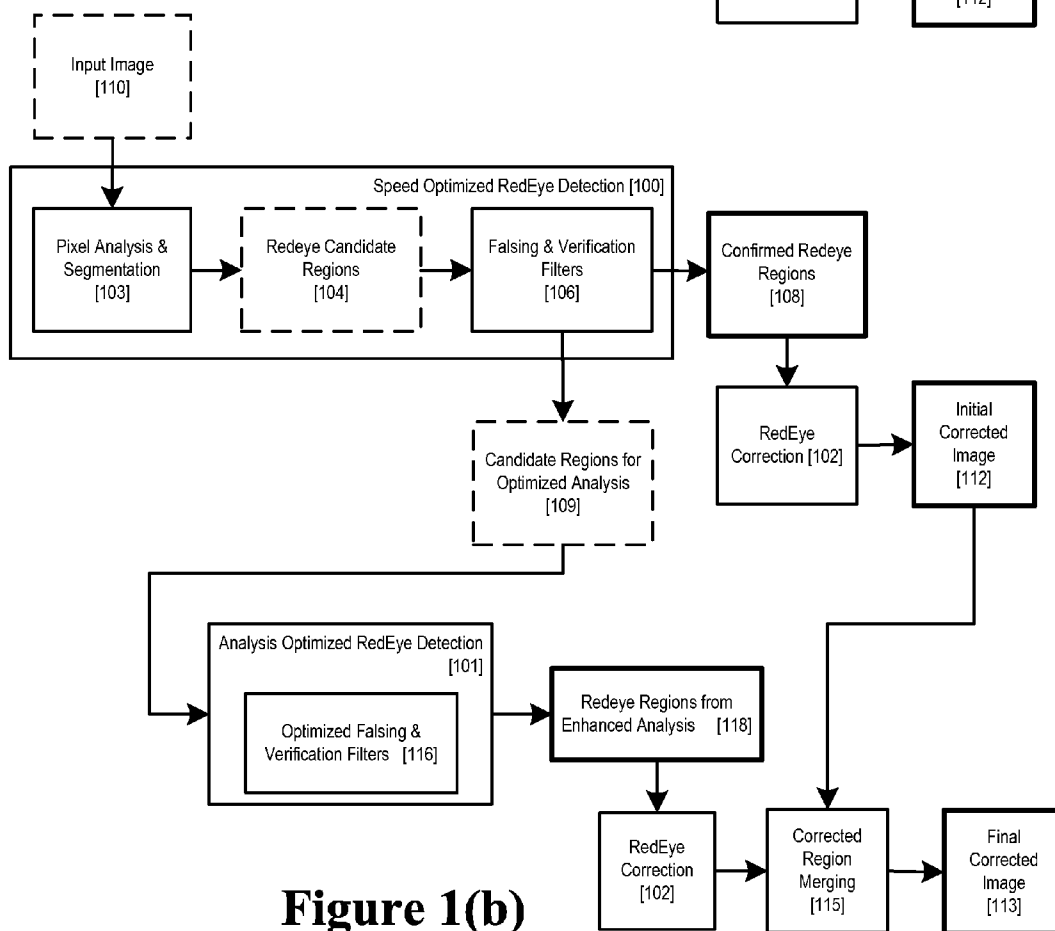 Input Image
[110]
Speed Optimized RedEye Detection [100]
Pixel Analysis &
Segmentation
[103]
Redeye Candidate
Regions
[104]
Falsing & Verification
Filters
[106]
Confirmed Redeye
Regions
[108]
Candidate Regions for
Optimized Analysis
[109]
RedEye
Correction [102]
Initial
Corrected
Image
[112]
Analysis Optimized RedEye Detection
[101]
Optimized Falsing &
Verification Filters [116]
Redeye Regions from
Enhanced Analysis [118]
RedEye
Correction
[102]
Corrected
Region
Merging
[115]
Final
Corrected
Image
[113]
Figure 1(b)